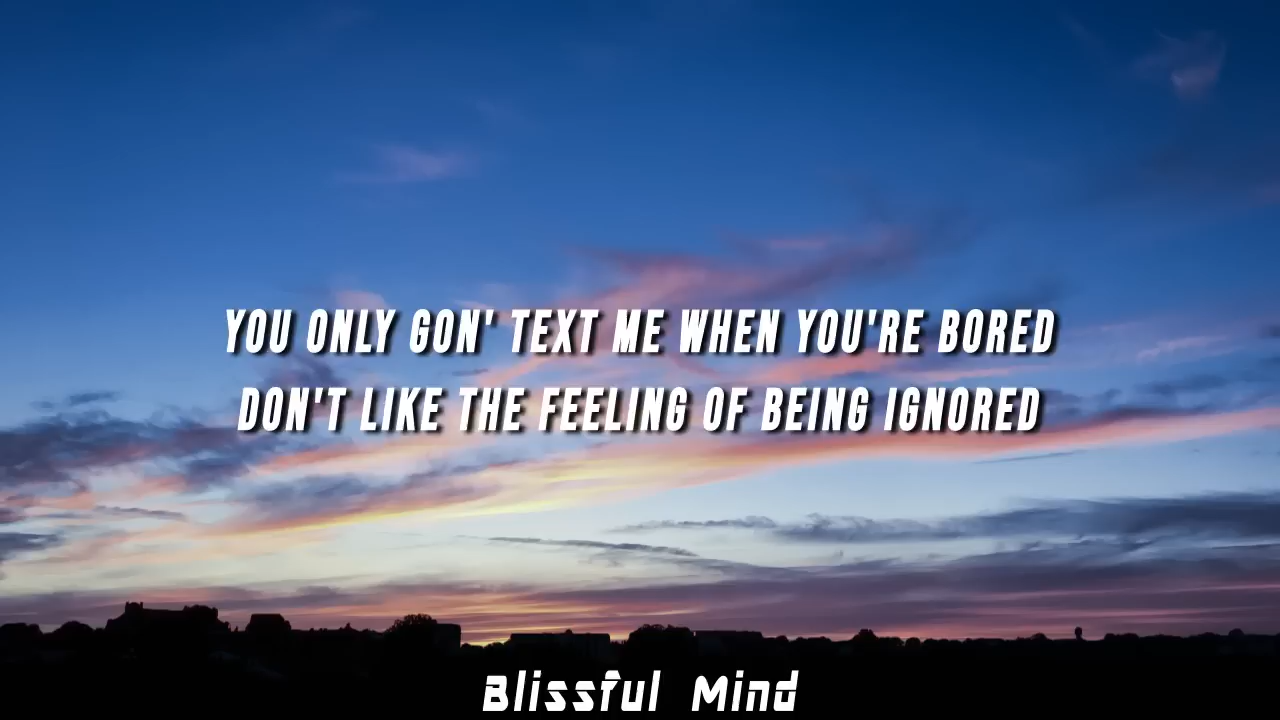 YOU ONLY GON' TEXT ME WHEN YOU'RE BORED
DON'T LIKE THE FEELING OF BEING IGNORED
Blissful Mind